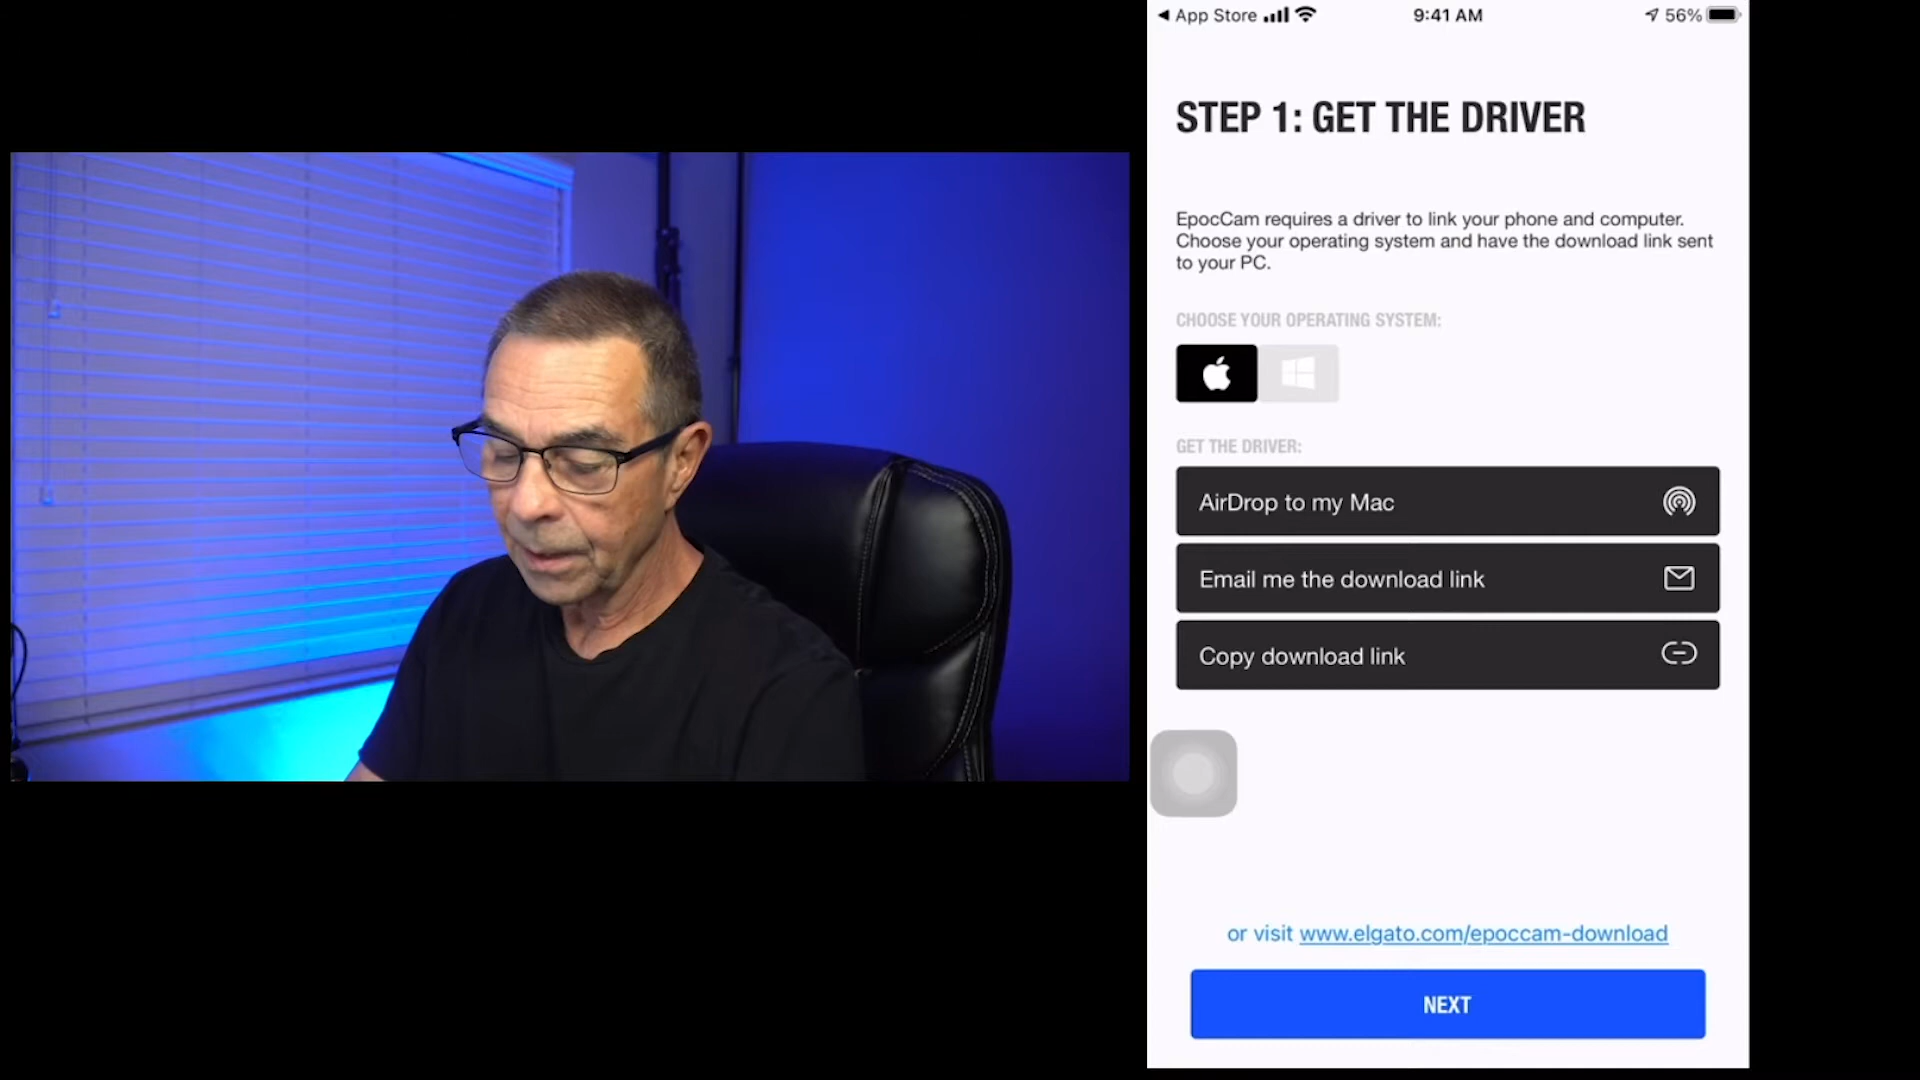 App Store
9:41 AM
56%
STEP 1: GET THE DRIVER
EpocCam requires a driver to link your phone and computer.
Choose your operating system and have the download link sent
to your PC.
CHOOSE YOUR OPERATING SYSTEM:
GET THE DRIVER:
AirDrop to my Mac
Email me the download link
Copy download link
or visit www.elgato.com/epoccam-download
NEXT